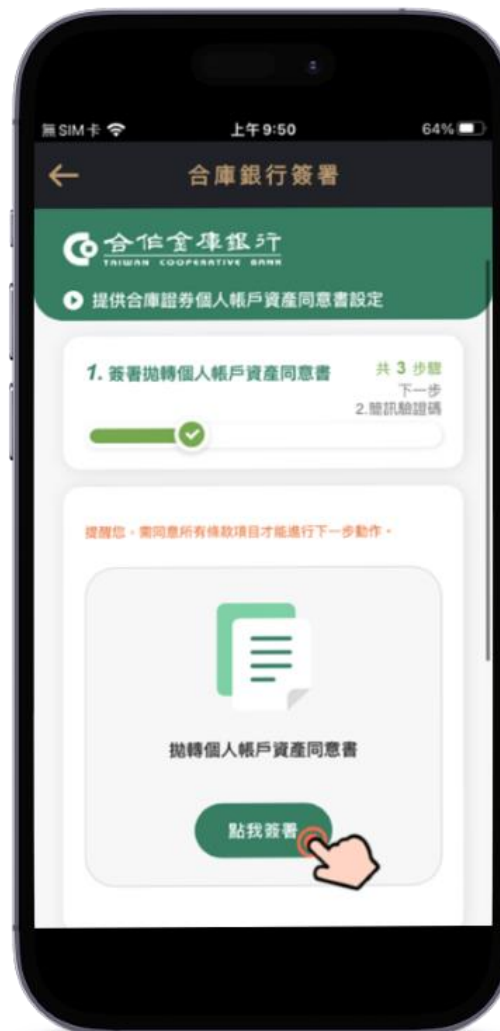 無SIM卡
上午9:50
64%
合庫銀行簽署
合作金庫銀行
TAIWAN COOPERATIVE BANK
提供合庫證券個人帳戶資產同意書設定
1. 簽署拋轉個人帳戶資產同意書
共 3 步驟
下一步
2.簡訊驗證碼
提醒您，需同意所有條款項目才能進行下一步動作。
拋轉個人帳戶資產同意書
點我簽署